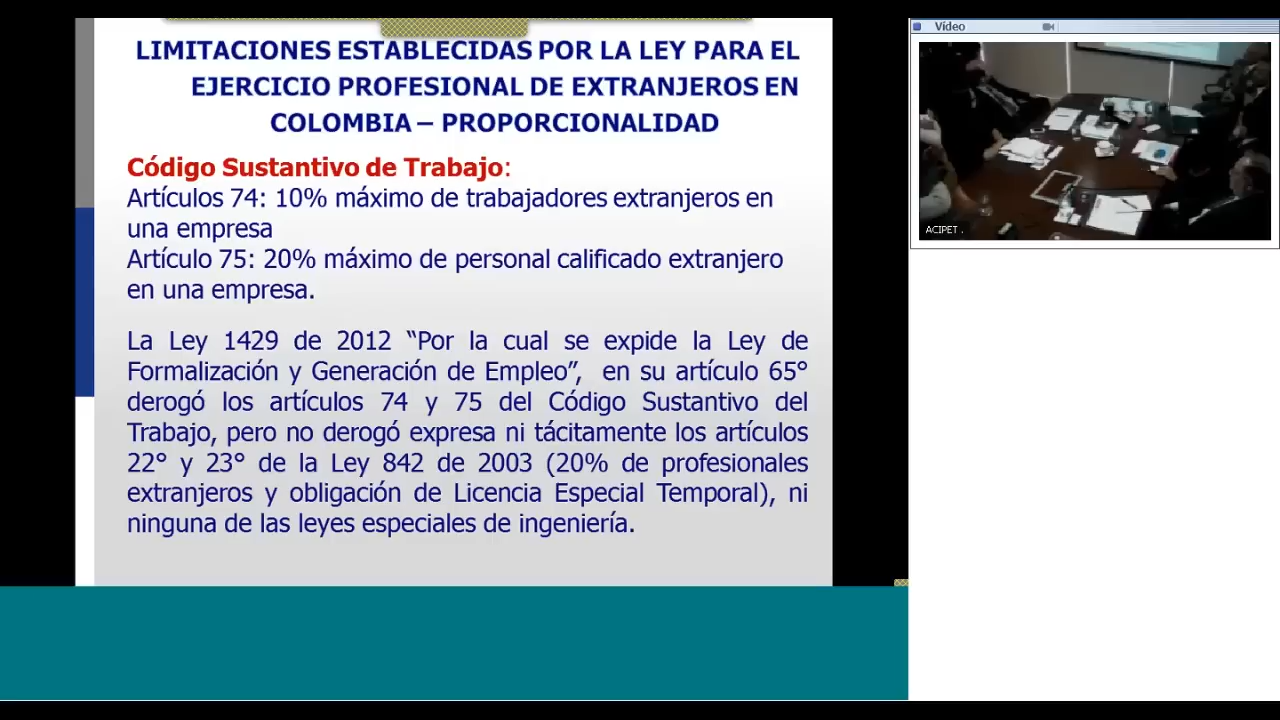 LIMITACIONES ESTABLECIDAS POR LA LEY PARA EL
EJERCICIO PROFESIONAL DE EXTRANJEROS EN
COLOMBIA – PROPORCIONALIDAD
Código Sustantivo de Trabajo:
Artículos 74: 10% máximo de trabajadores extranjeros en
una empresa
Artículo 75: 20% máximo de personal calificado extranjero
en una empresa.
La Ley 1429 de 2012 “Por la cual se expide la Ley de
Formalización y Generación de Empleo”, en su artículo 65°
derogó los artículos 74 y 75 del Código Sustantivo del
Trabajo, pero no derogó expresa ni tácitamente los artículos
22° y 23° de la Ley 842 de 2003 (20% de profesionales
extranjeros y obligación de Licencia Especial Temporal), ni
ninguna de las leyes especiales de ingeniería.
Vídeo
ACIPET .